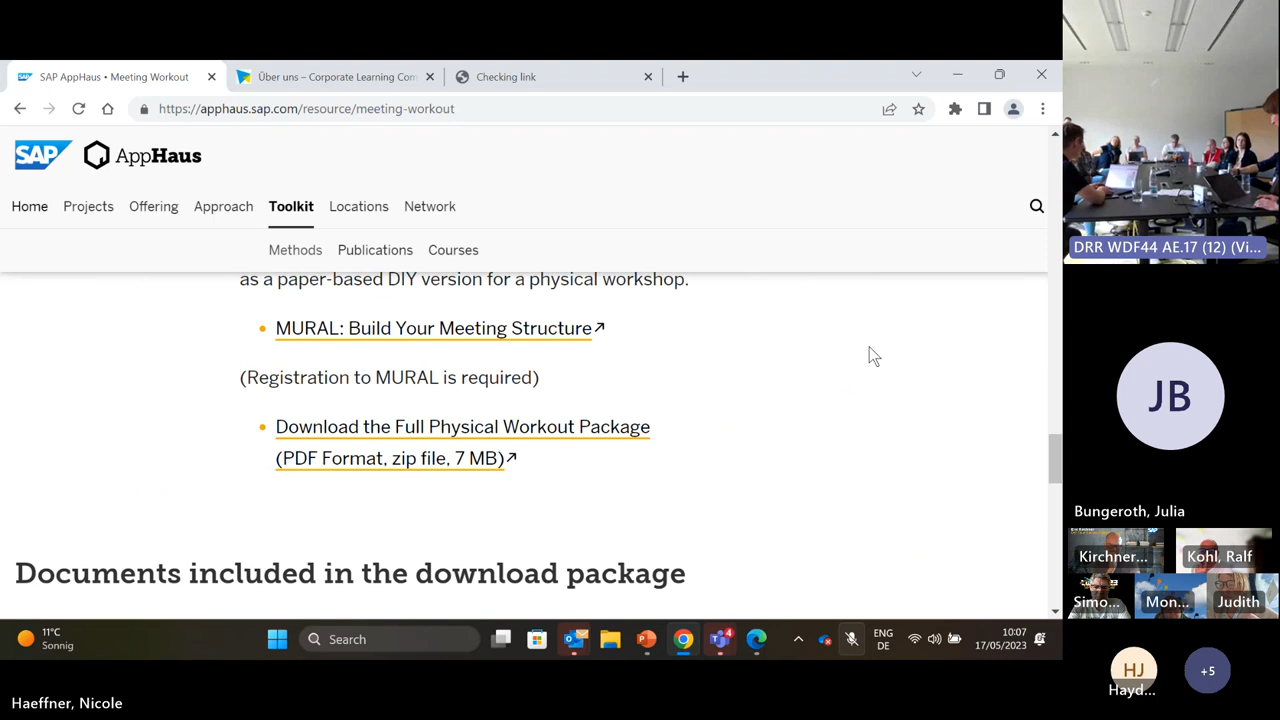 SAP AppHaus • Meeting Workout
Über uns – Corporate Learning Com
Checking link
https://apphaus.sap.com/resource/meeting-workout
SAP AppHaus
Home Projects Offering Approach Toolkit Locations Network
Methods Publications Courses
as a paper-based DIY version for a physical workshop.
• MURAL: Build Your Meeting Structure
(Registration to MURAL is required)
• Download the Full Physical Workout Package
(PDF Format, zip file, 7 MB)
Documents included in the download package
11°C
Sonnig
Search
4
ENG
DE
10:07
17/05/2023
Haeffner, Nicole
DRR WDF44 AE.17 (12) (Vi...
JB
Bungeroth, Julia
Kirchner...
Kohl, Ralf
Simo...
Mon...
Judith
HJ
Hayd...
+5